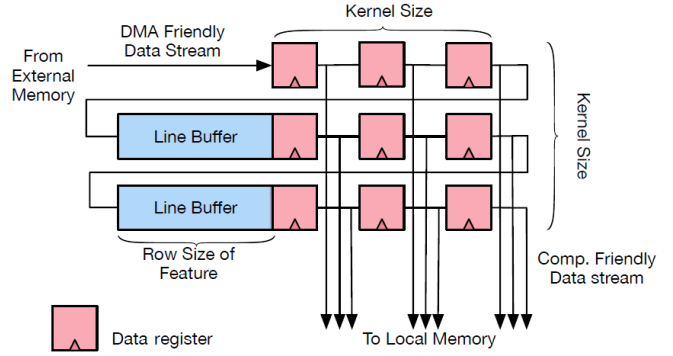 Kernel Size
DMA Friendly
Data Stream
From
External
Memory
Kernel Size
Line Buffer
Line Buffer
Row Size of
Feature
Comp. Friendly
Data stream
Data register
To Local Memory